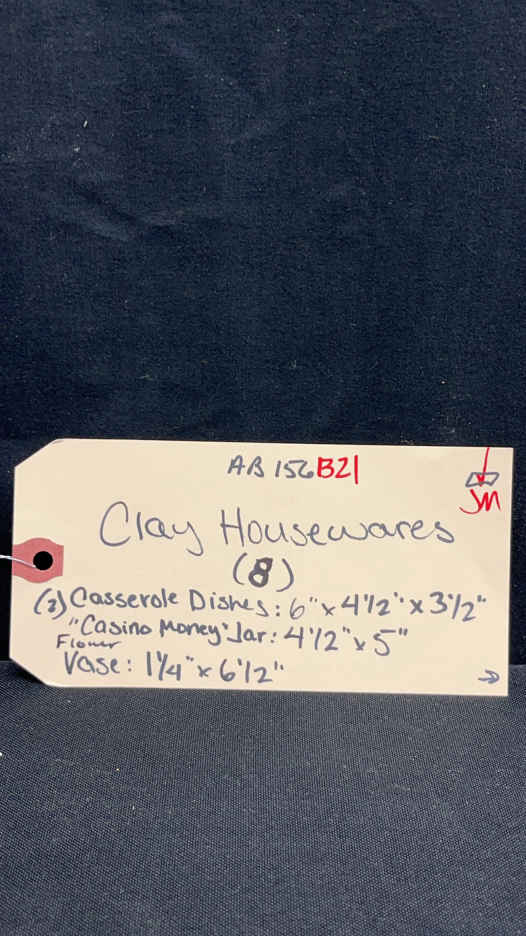 AB 156B21
JM
Clay Housewares
(8)
(2) Casserole Dishes: 6" x 4 1/2" x 3 1/2"
"Casino Money" Jar: 4 1/2" x 5"
Flower
Vase: 1 1/4" x 6 1/2"